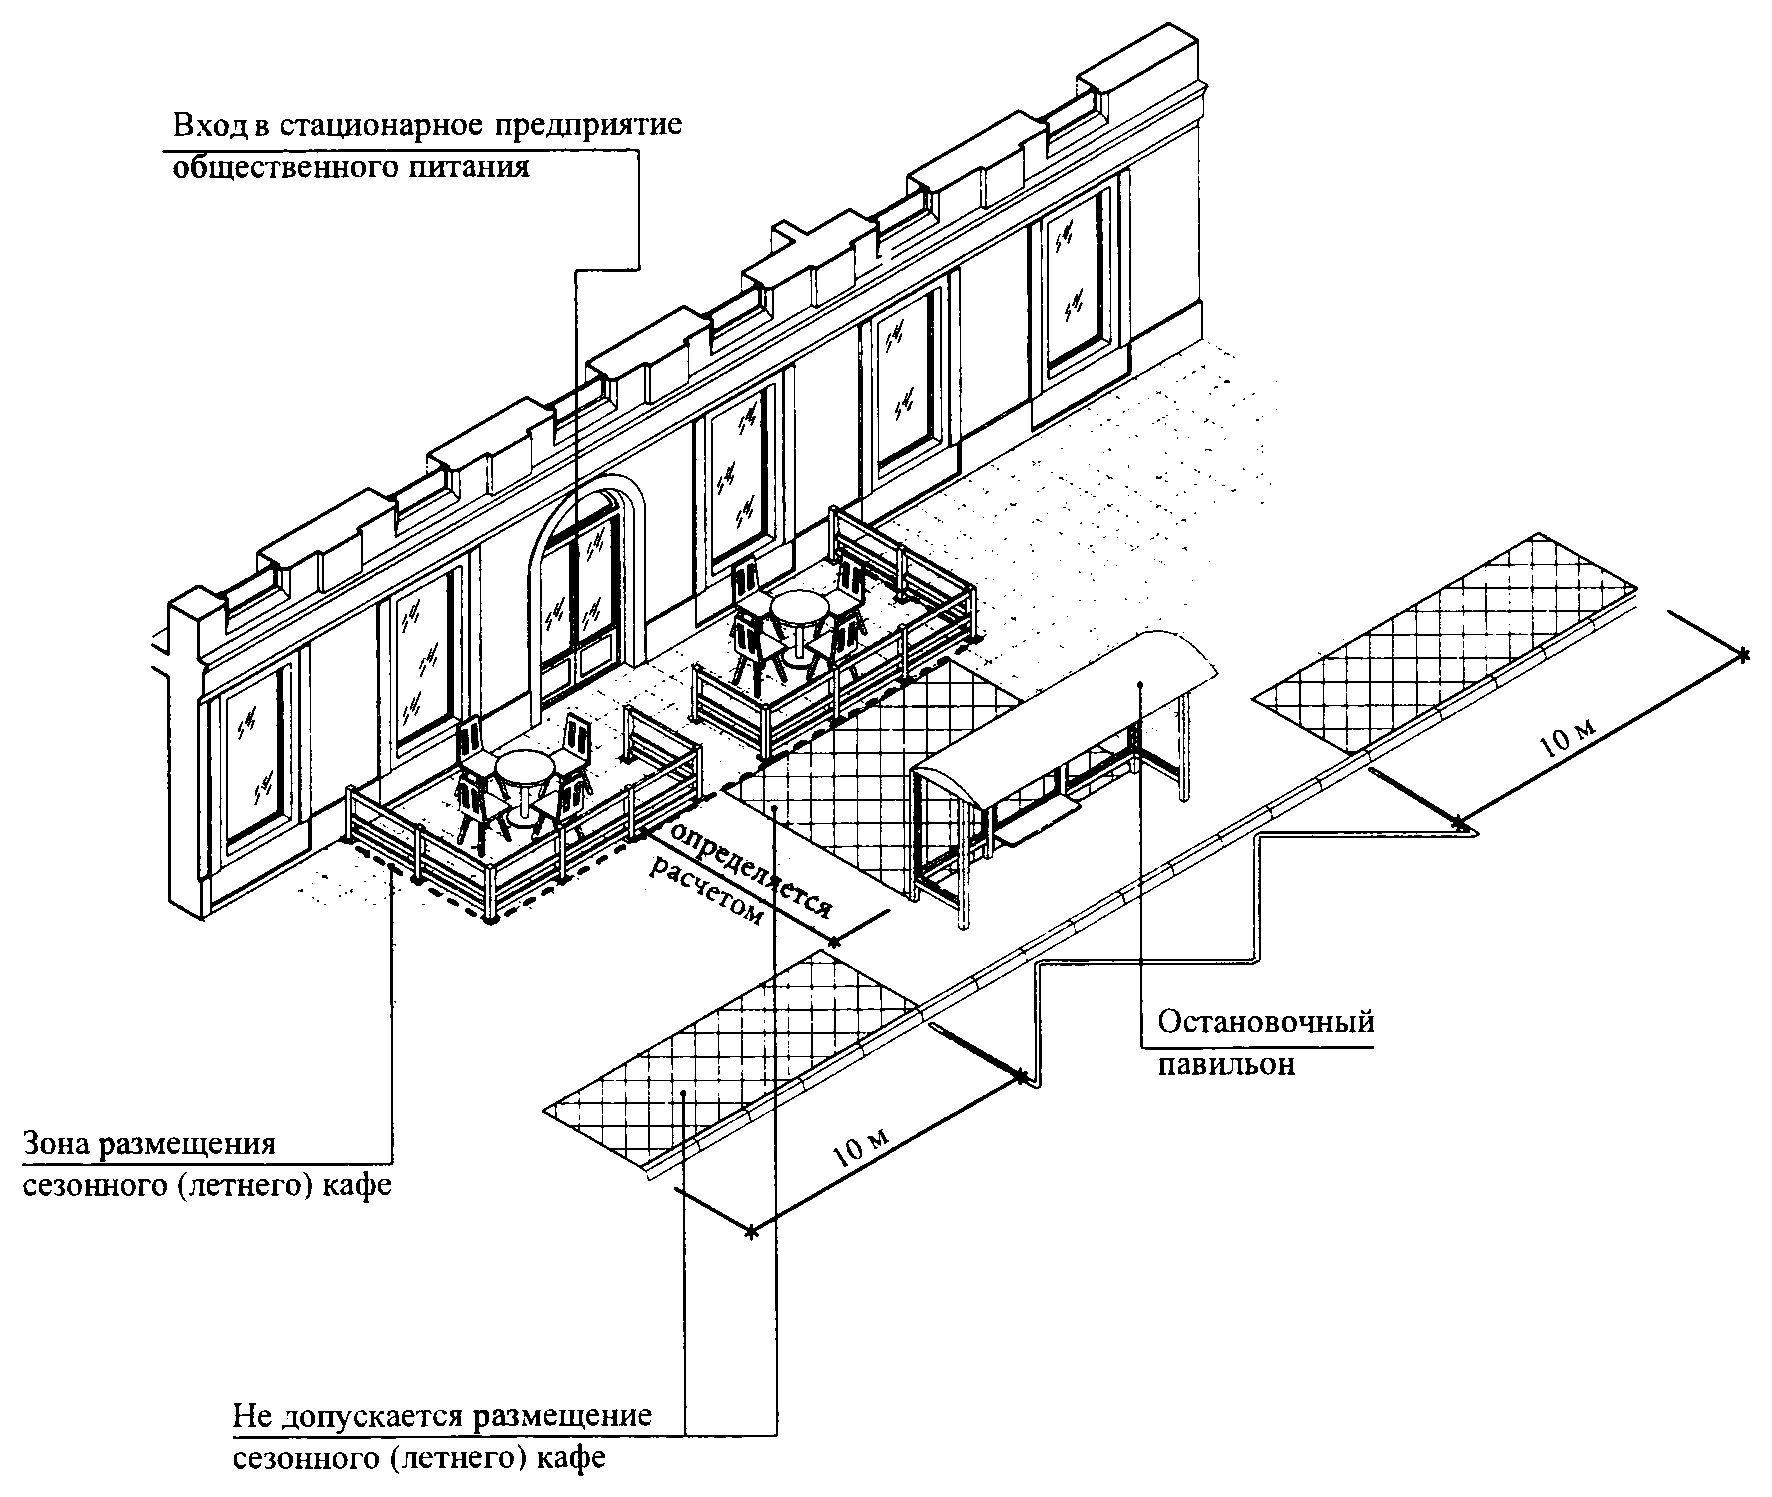 Вход в стационарное предприятие
общественного питания
10 м
определяется
расчетом
Остановочный
павильон
10 м
Зона размещения
сезонного (летнего) кафе
Не допускается размещение
сезонного (летнего) кафе